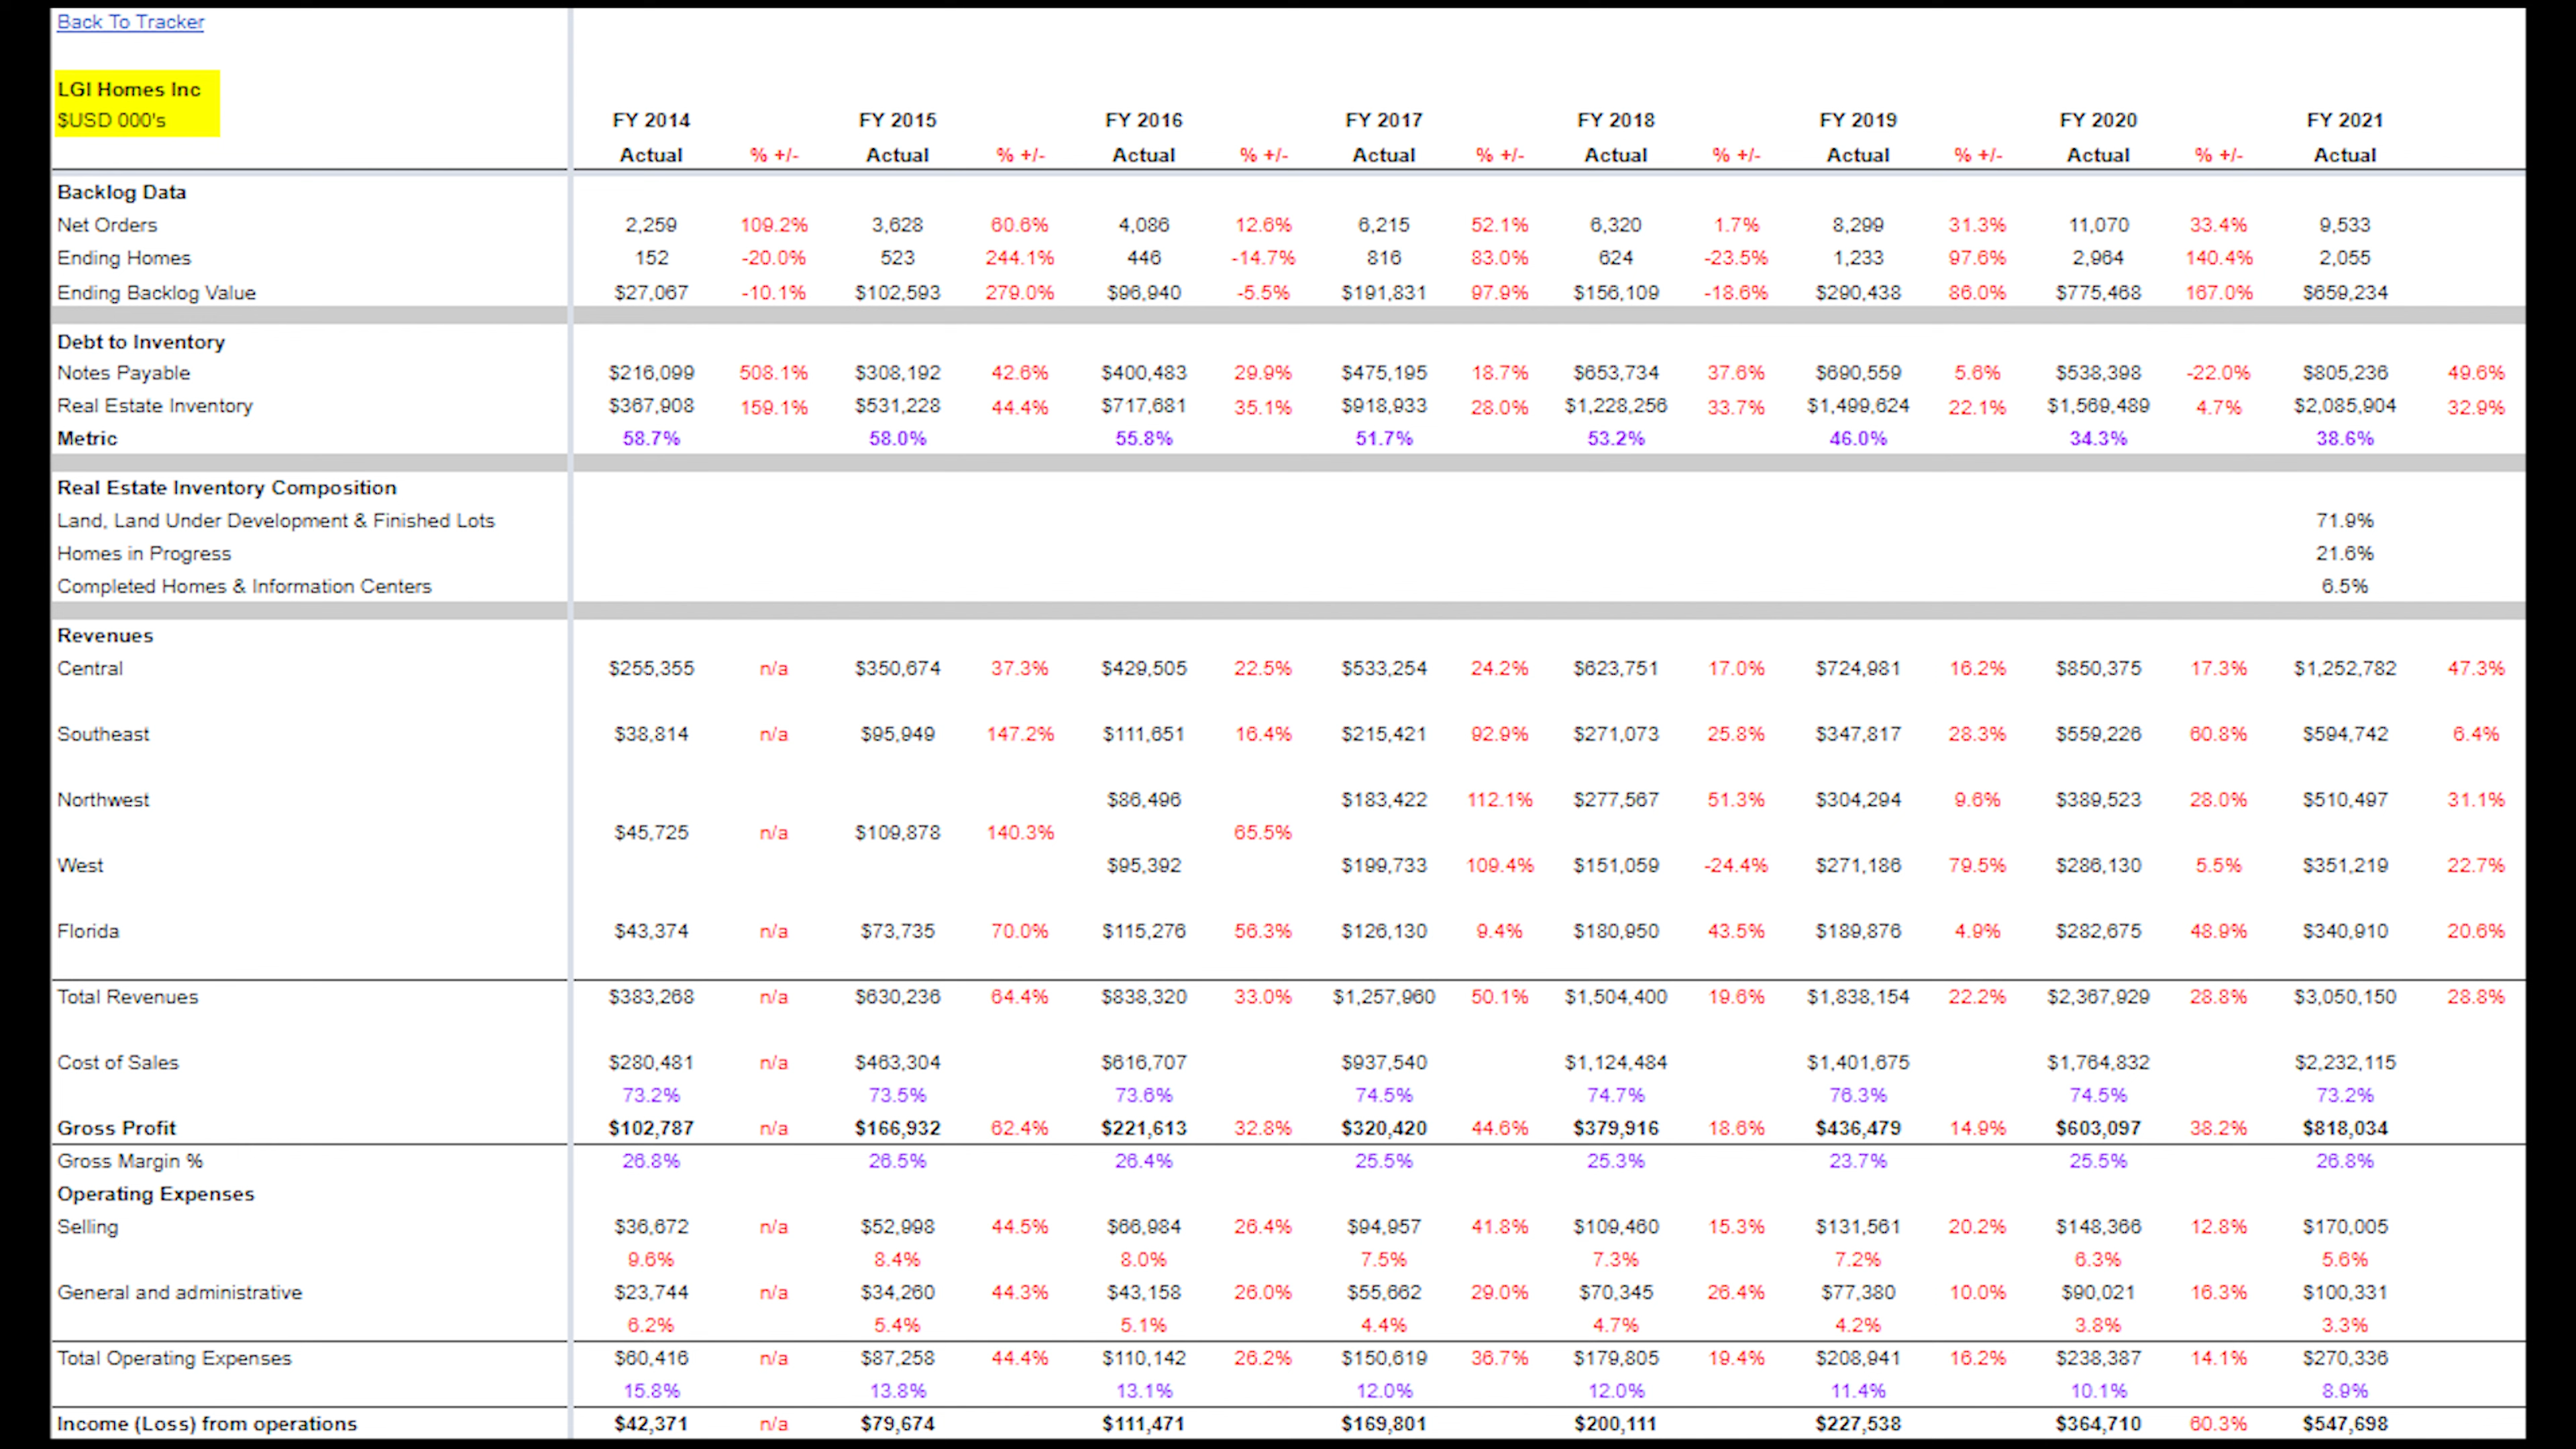 Back To Tracker
LGI Homes Inc
$USD 000's FY 2014 FY 2015 FY 2016 FY 2017 FY 2018 FY 2019 FY 2020 FY 2021
Actual % +/- Actual % +/- Actual % +/- Actual % +/- Actual % +/- Actual % +/- Actual % +/- Actual
Backlog Data
Net Orders 2,259 109.2% 3,628 60.6% 4,086 12.6% 6,215 52.1% 6,320 1.7% 8,299 31.3% 11,070 33.4% 9,533
Ending Homes 152 -20.0% 523 244.1% 446 -14.7% 816 83.0% 624 -23.5% 1,233 97.6% 2,964 140.4% 2,055
Ending Backlog Value $27,067 -10.1% $102,593 279.0% $96,940 -5.5% $191,831 97.9% $156,109 -18.6% $290,438 86.0% $775,468 167.0% $659,234
Debt to Inventory
Notes Payable $216,099 508.1% $308,192 42.6% $400,483 29.9% $475,195 18.7% $653,734 37.6% $690,559 5.6% $538,398 -22.0% $805,236 49.6%
Real Estate Inventory $367,908 159.1% $531,228 44.4% $717,681 35.1% $918,933 28.0% $1,228,256 33.7% $1,499,624 22.1% $1,569,489 4.7% $2,085,904 32.9%
Metric 58.7% 58.0% 55.8% 51.7% 53.2% 46.0% 34.3% 38.6%
Real Estate Inventory Composition
Land, Land Under Development & Finished Lots 71.9%
Homes in Progress 21.6%
Completed Homes & Information Centers 6.5%
Revenues
Central $255,355 n/a $350,674 37.3% $429,505 22.5% $533,254 24.2% $623,751 17.0% $724,981 16.2% $850,375 17.3% $1,252,782 47.3%
Southeast $38,814 n/a $95,949 147.2% $111,651 16.4% $215,421 92.9% $271,073 25.8% $347,817 28.3% $559,226 60.8% $594,742 6.4%
Northwest $86,496 $183,422 112.1% $277,567 51.3% $304,294 9.6% $389,523 28.0% $510,497 31.1%
$45,725 n/a $109,878 140.3% 65.5%
West $95,392 $199,733 109.4% $151,059 -24.4% $271,186 79.5% $286,130 5.5% $351,219 22.7%
Florida $43,374 n/a $73,735 70.0% $115,276 56.3% $126,130 9.4% $180,950 43.5% $189,876 4.9% $282,675 48.9% $340,910 20.6%
Total Revenues $383,268 n/a $630,236 64.4% $838,320 33.0% $1,257,960 50.1% $1,504,400 19.6% $1,838,154 22.2% $2,367,929 28.8% $3,050,150 28.8%
Cost of Sales $280,481 n/a $463,304 $616,707 $937,540 $1,124,484 $1,401,675 $1,764,832 $2,232,115
73.2% 73.5% 73.6% 74.5% 74.7% 76.3% 74.5% 73.2%
Gross Profit $102,787 n/a $166,932 62.4% $221,613 32.8% $320,420 44.6% $379,916 18.6% $436,479 14.9% $603,097 38.2% $818,034
Gross Margin % 26.8% 26.5% 26.4% 25.5% 25.3% 23.7% 25.5% 26.8%
Operating Expenses
Selling $36,672 n/a $52,998 44.5% $66,984 26.4% $94,957 41.8% $109,460 15.3% $131,561 20.2% $148,366 12.8% $170,005
9.6% 8.4% 8.0% 7.5% 7.3% 7.2% 6.3% 5.6%
General and administrative $23,744 n/a $34,260 44.3% $43,158 26.0% $55,662 29.0% $70,345 26.4% $77,380 10.0% $90,021 16.3% $100,331
6.2% 5.4% 5.1% 4.4% 4.7% 4.2% 3.8% 3.3%
Total Operating Expenses $60,416 n/a $87,258 44.4% $110,142 26.2% $150,619 36.7% $179,805 19.4% $208,941 16.2% $238,387 14.1% $270,336
15.8% 13.8% 13.1% 12.0% 12.0% 11.4% 10.1% 8.9%
Income (Loss) from operations $42,371 n/a $79,674 $111,471 $169,801 $200,111 $227,538 $364,710 60.3% $547,698